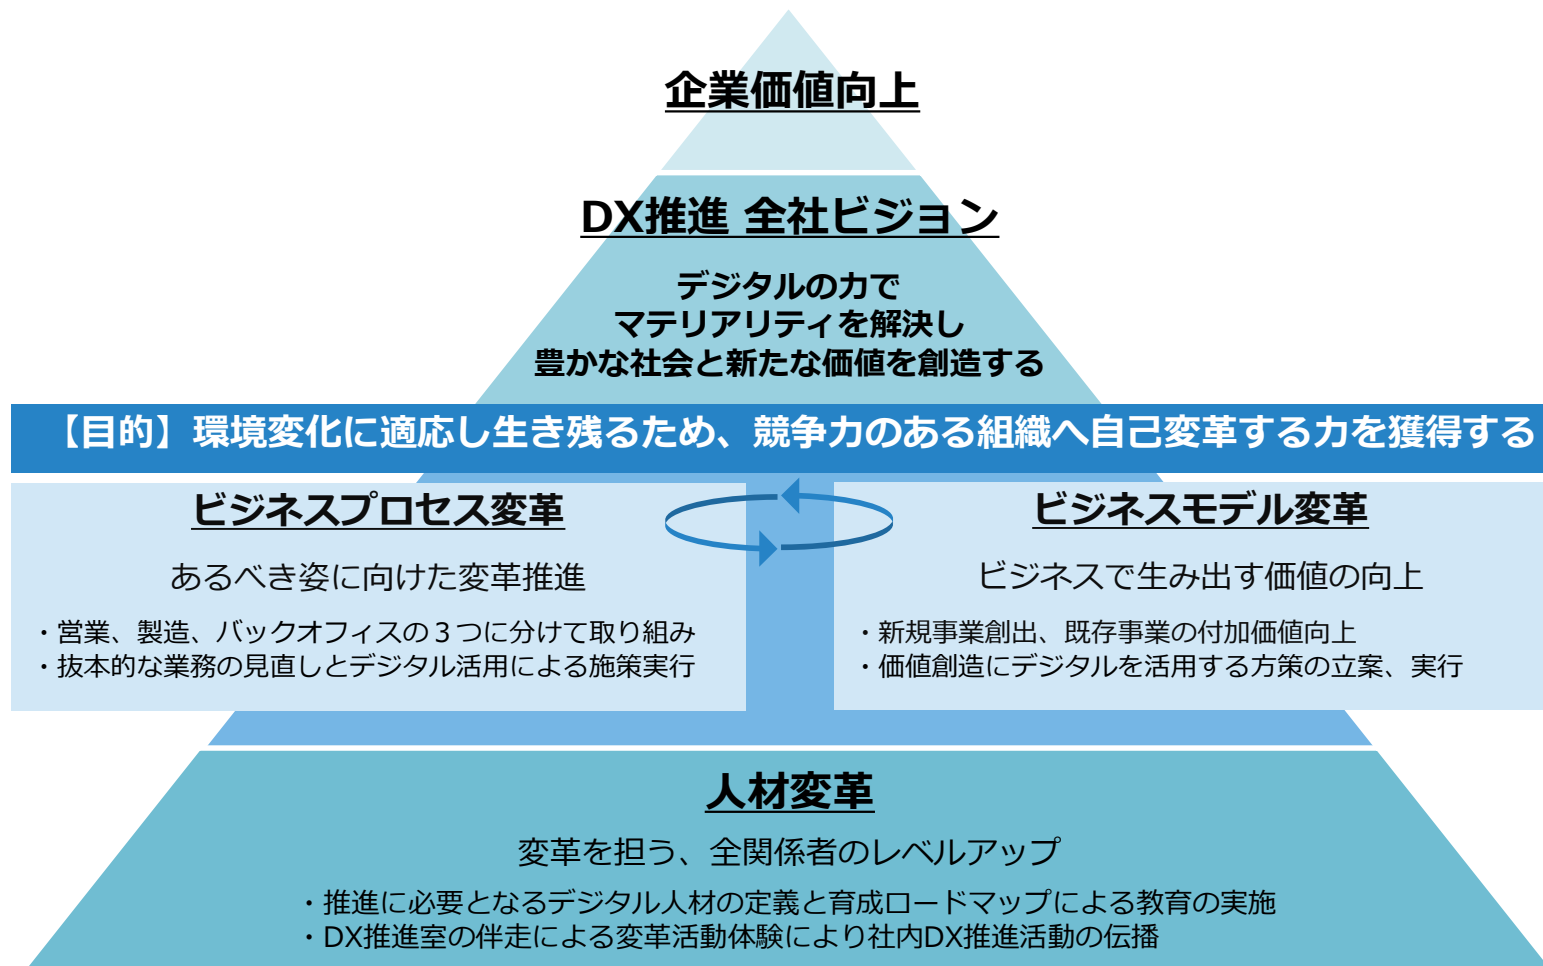 企業価値向上
DX推進 全社ビジョン
デジタルの力で
マテリアリティを解決し
豊かな社会と新たな価値を創造する
【目的】環境変化に適応し生き残るため、競争力のある組織へ自己変革する力を獲得する
ビジネスプロセス変革
あるべき姿に向けた変革推進
・営業、製造、バックオフィスの３つに分けて取り組み
・抜本的な業務の見直しとデジタル活用による施策実行
ビジネスモデル変革
ビジネスで生み出す価値の向上
・新規事業創出、既存事業の付加価値向上
・価値創造にデジタルを活用する方策の立案、実行
人材変革
変革を担う、全関係者のレベルアップ
・推進に必要となるデジタル人材の定義と育成ロードマップによる教育の実施
・DX推進室の伴走による変革活動体験により社内DX推進活動の伝播